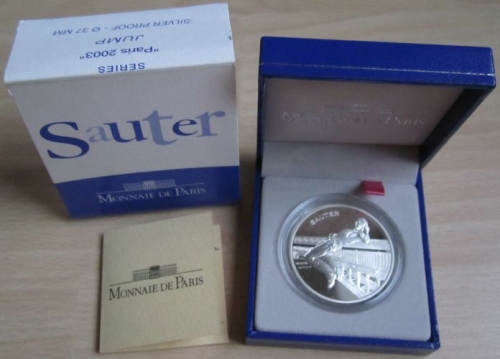 SERIES
"Paris 2003"
JUMP
SILVER PROOF - Ø 37 MM
Sauter
MONNAIE DE PARIS
MONNAIE DE PARIS
MONNAIE DE PARIS
SAUTER